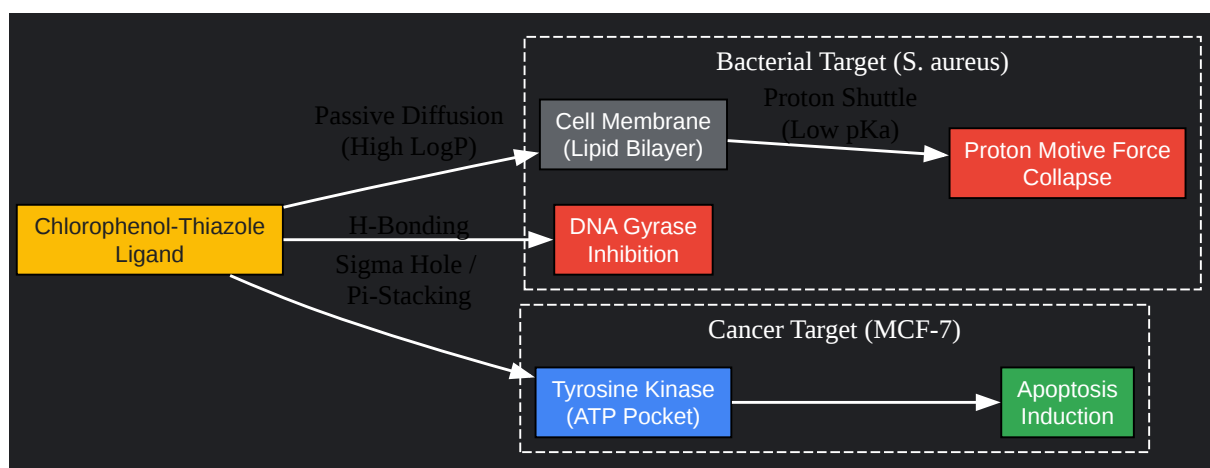 Bacterial Target (S. aureus)
Passive Diffusion
(High LogP)
Cell Membrane
(Lipid Bilayer)
Proton Shuttle
(Low pKa)
Proton Motive Force
Collapse
Chlorophenol-Thiazole
Ligand
H-Bonding
DNA Gyrase
Inhibition
Sigma Hole /
Pi-Stacking
Cancer Target (MCF-7)
Tyrosine Kinase
(ATP Pocket)
Apoptosis
Induction